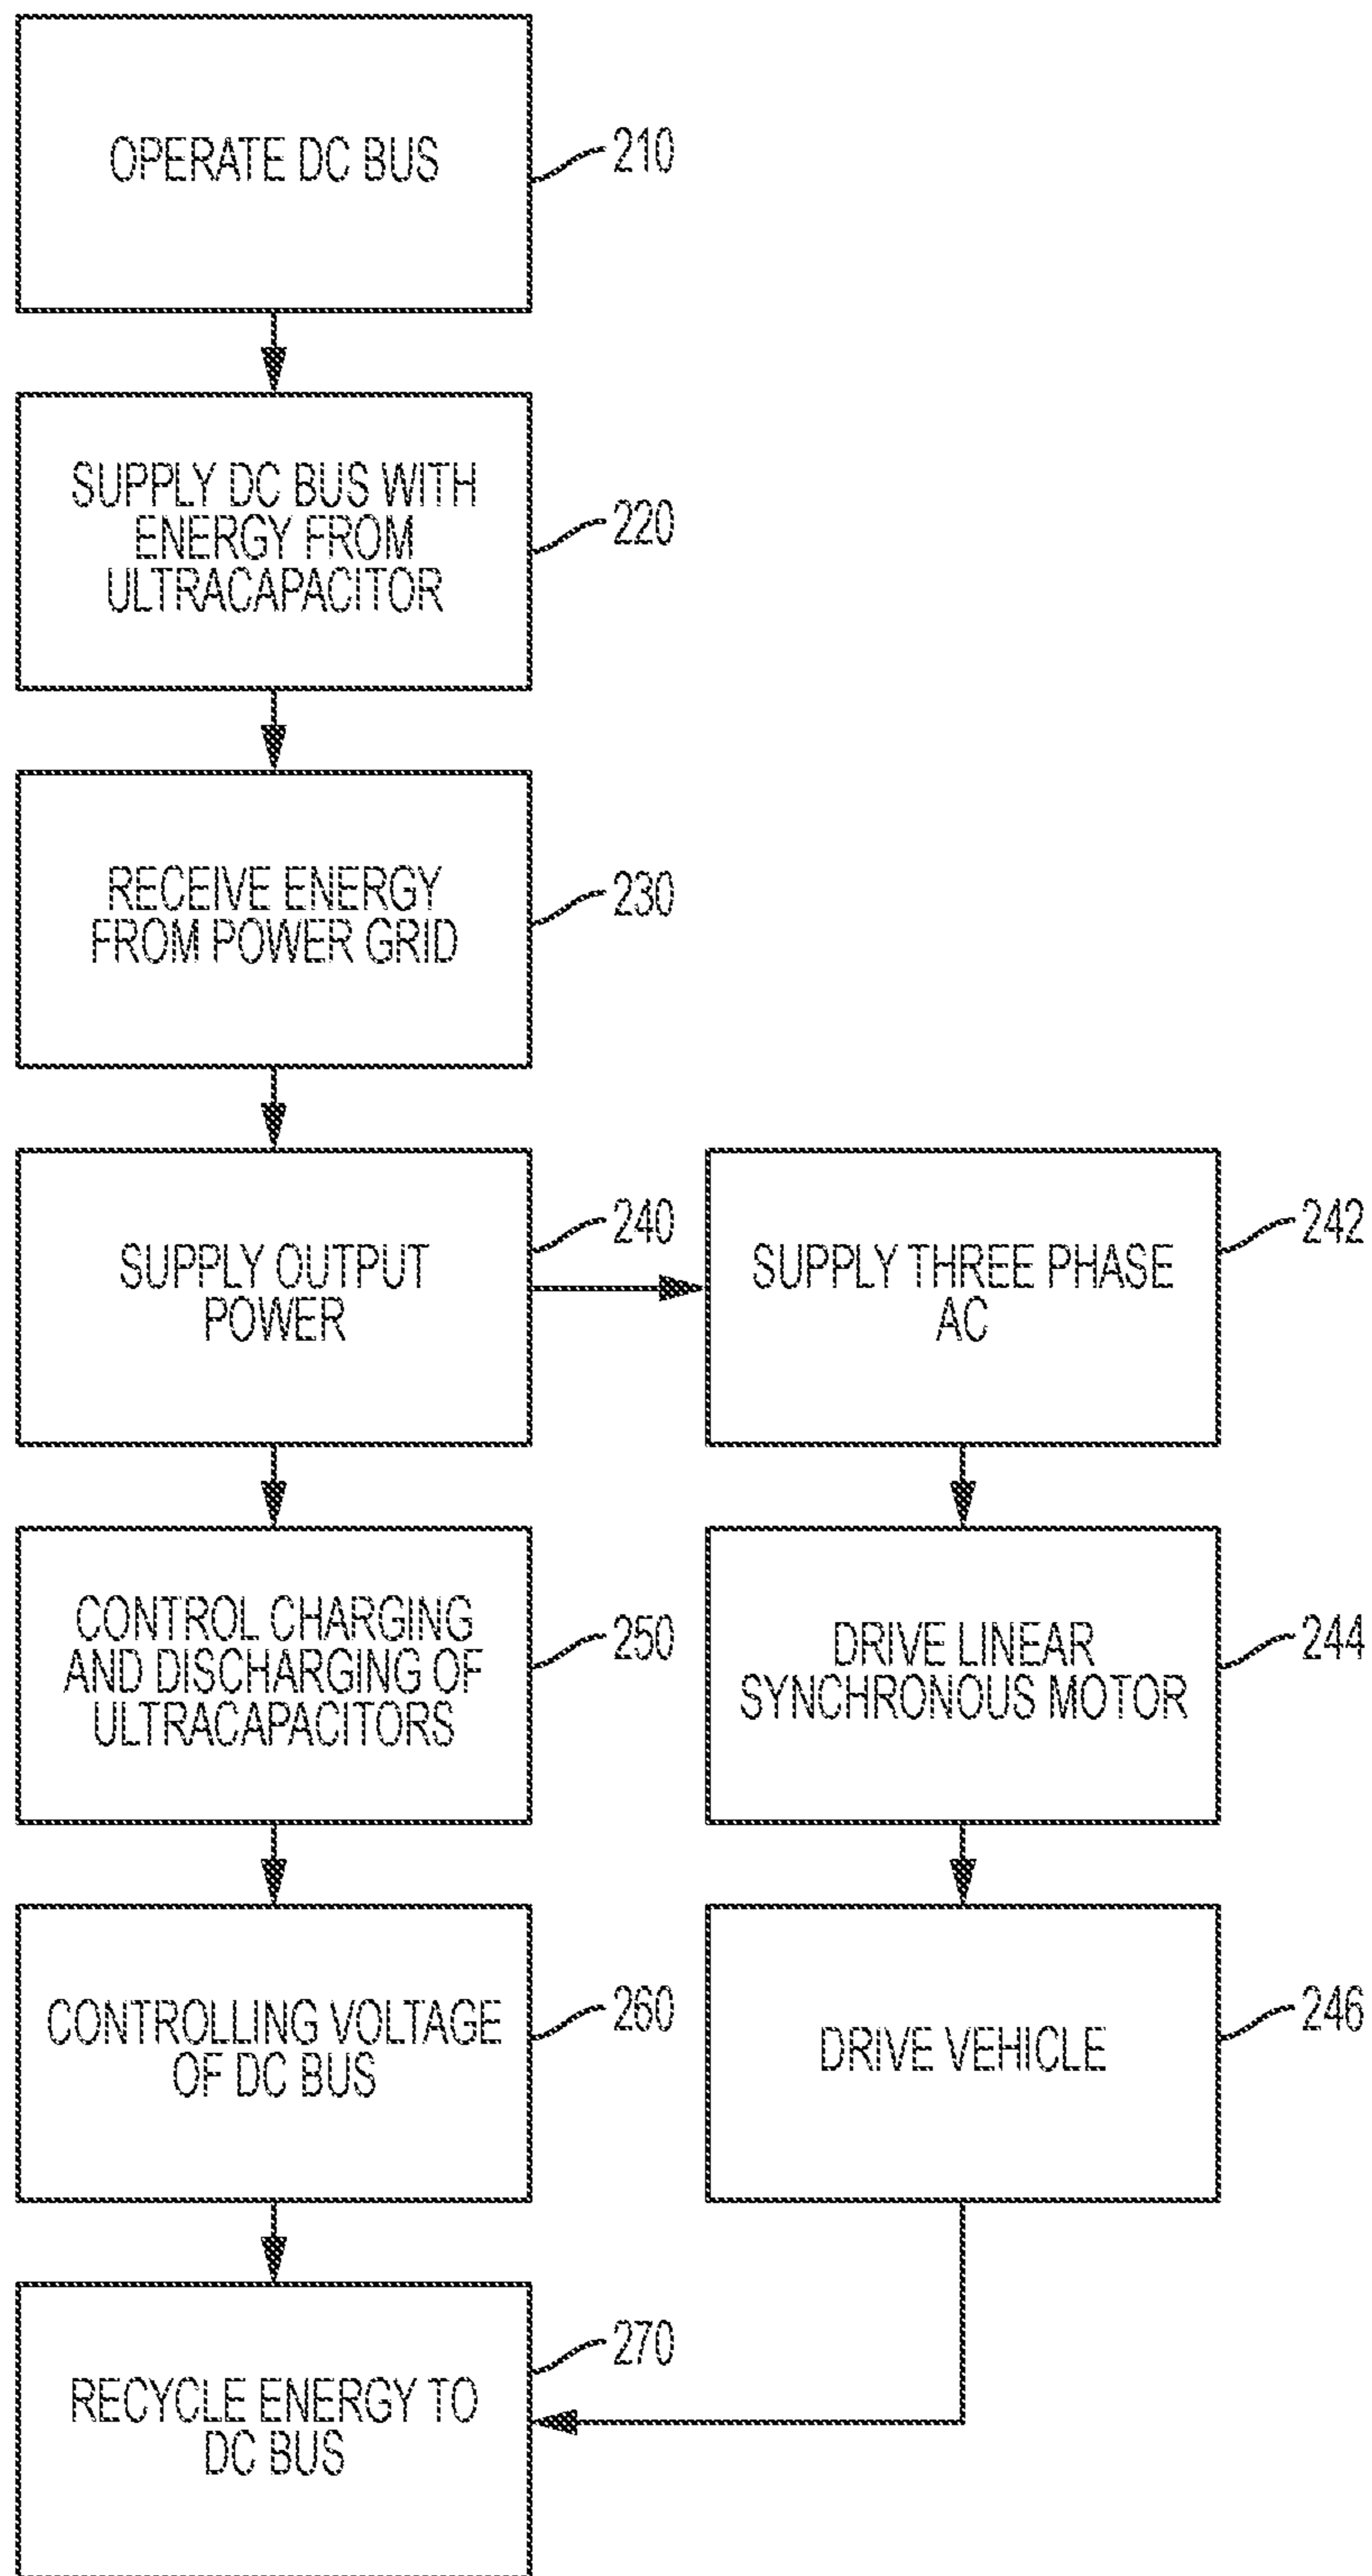 OPERATE DC BUS
210
SUPPLY DC BUS WITH
ENERGY FROM
ULTRACAPACITOR
220
RECEIVE ENERGY
FROM POWER GRID
230
SUPPLY OUTPUT
POWER
240
SUPPLY THREE PHASE
AC
242
CONTROL CHARGING
AND DISCHARGING OF
ULTRACAPACITORS
250
DRIVE LINEAR
SYNCHRONOUS MOTOR
244
CONTROLLING VOLTAGE
OF DC BUS
260
DRIVE VEHICLE
246
RECYCLE ENERGY TO
DC BUS
270